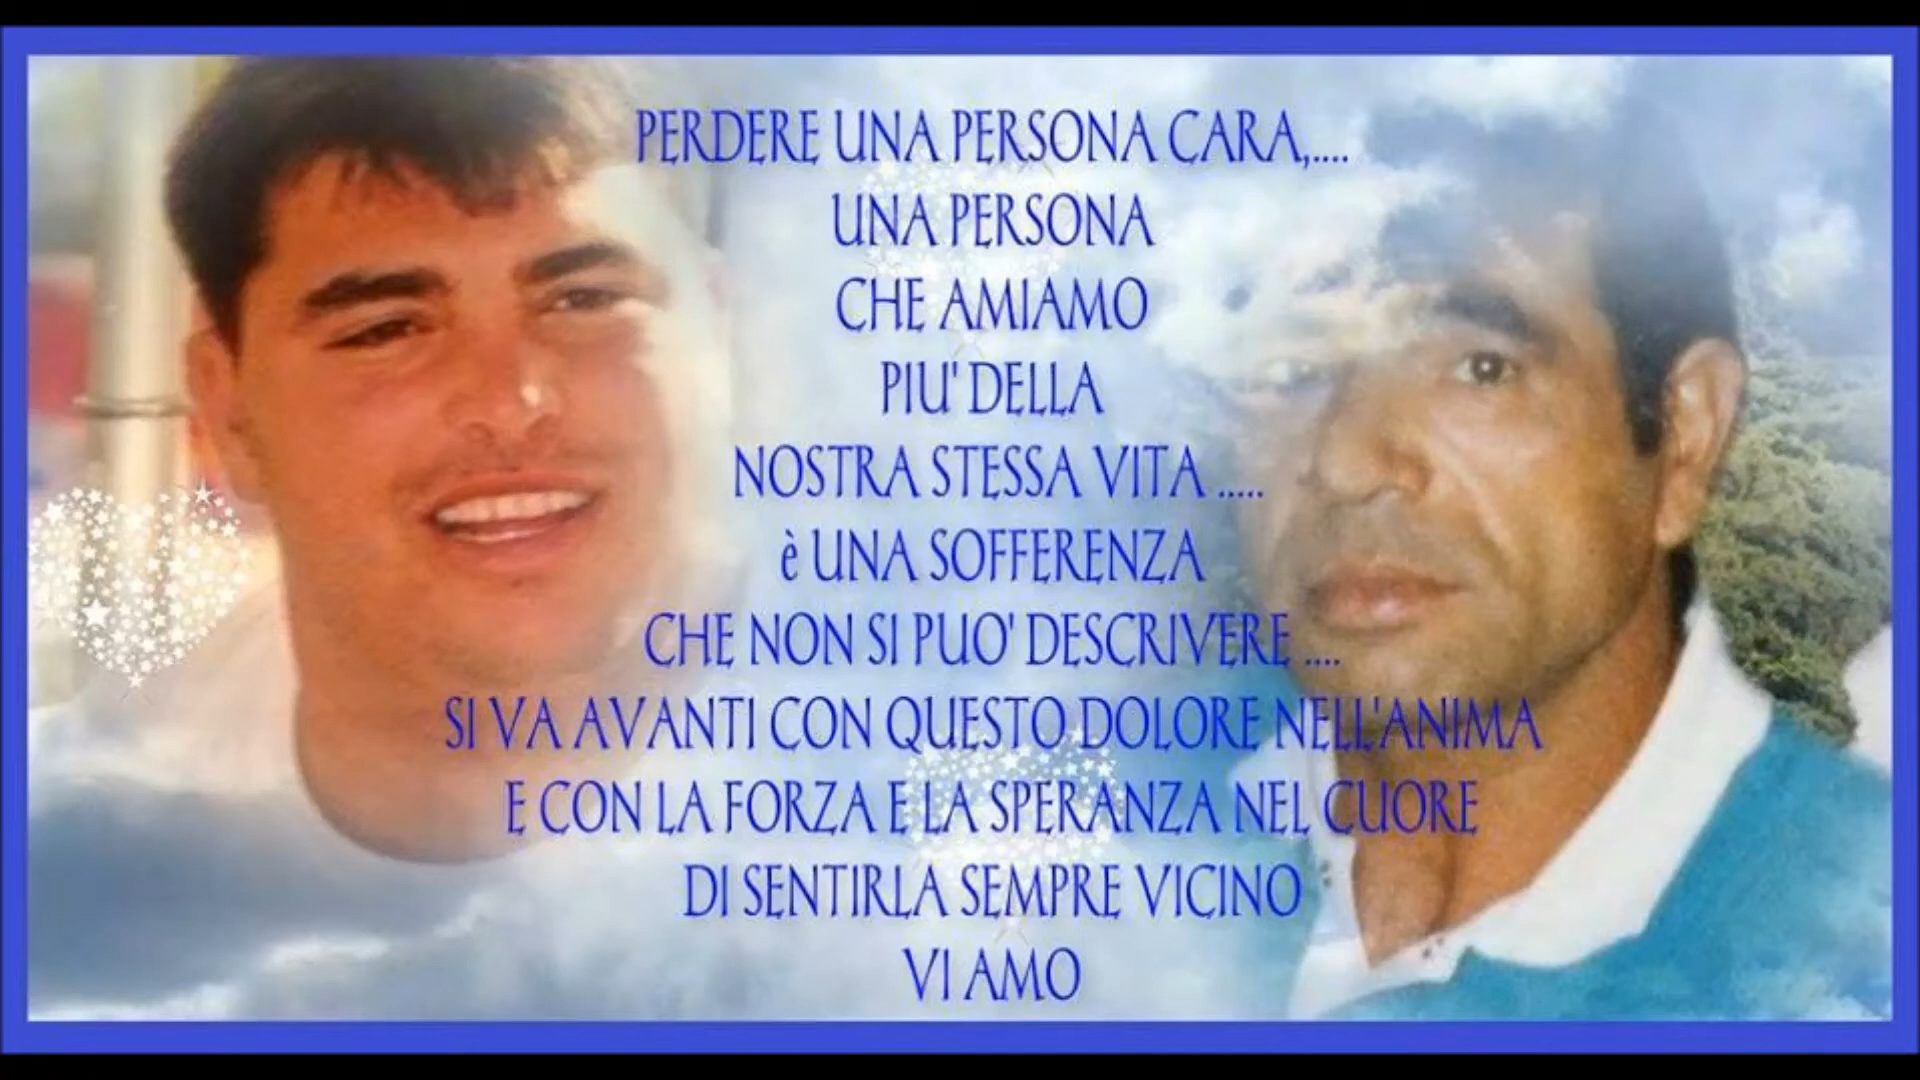 PERDERE UNA PERSONA CARA,....
UNA PERSONA
CHE AMIAMO
PIU' DELLA
NOSTRA STESSA VITA .....
è UNA SOFFERENZA
CHE NON SI PUO' DESCRIVERE ....
SI VA AVANTI CON QUESTO DOLORE NELL'ANIMA
E CON LA FORZA E LA SPERANZA NEL CUORE
DI SENTIRLA SEMPRE VICINO
VI AMO